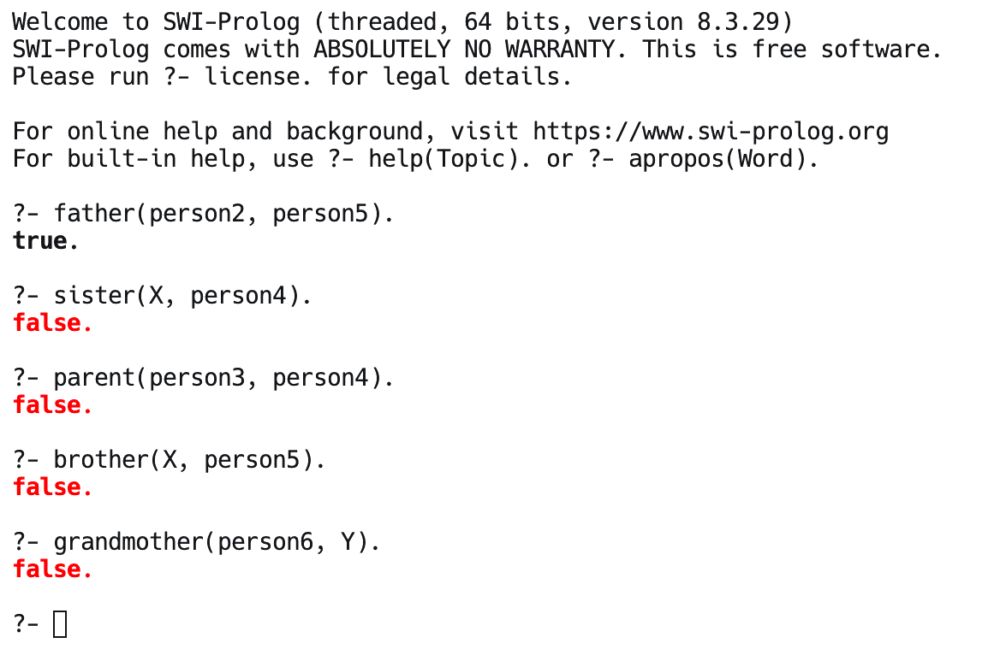 Welcome to SWI-Prolog (threaded, 64 bits, version 8.3.29)
SWI-Prolog comes with ABSOLUTELY NO WARRANTY. This is free software.
Please run ?- license. for legal details.
For online help and background, visit https://www.swi-prolog.org
For built-in help, use ?- help(Topic). or ?- apropos(Word).
?- father(person2, person5).
true.
?- sister(X, person4).
false.
?- parent(person3, person4).
false.
?- brother(X, person5).
false.
?- grandmother(person6, Y).
false.
?-